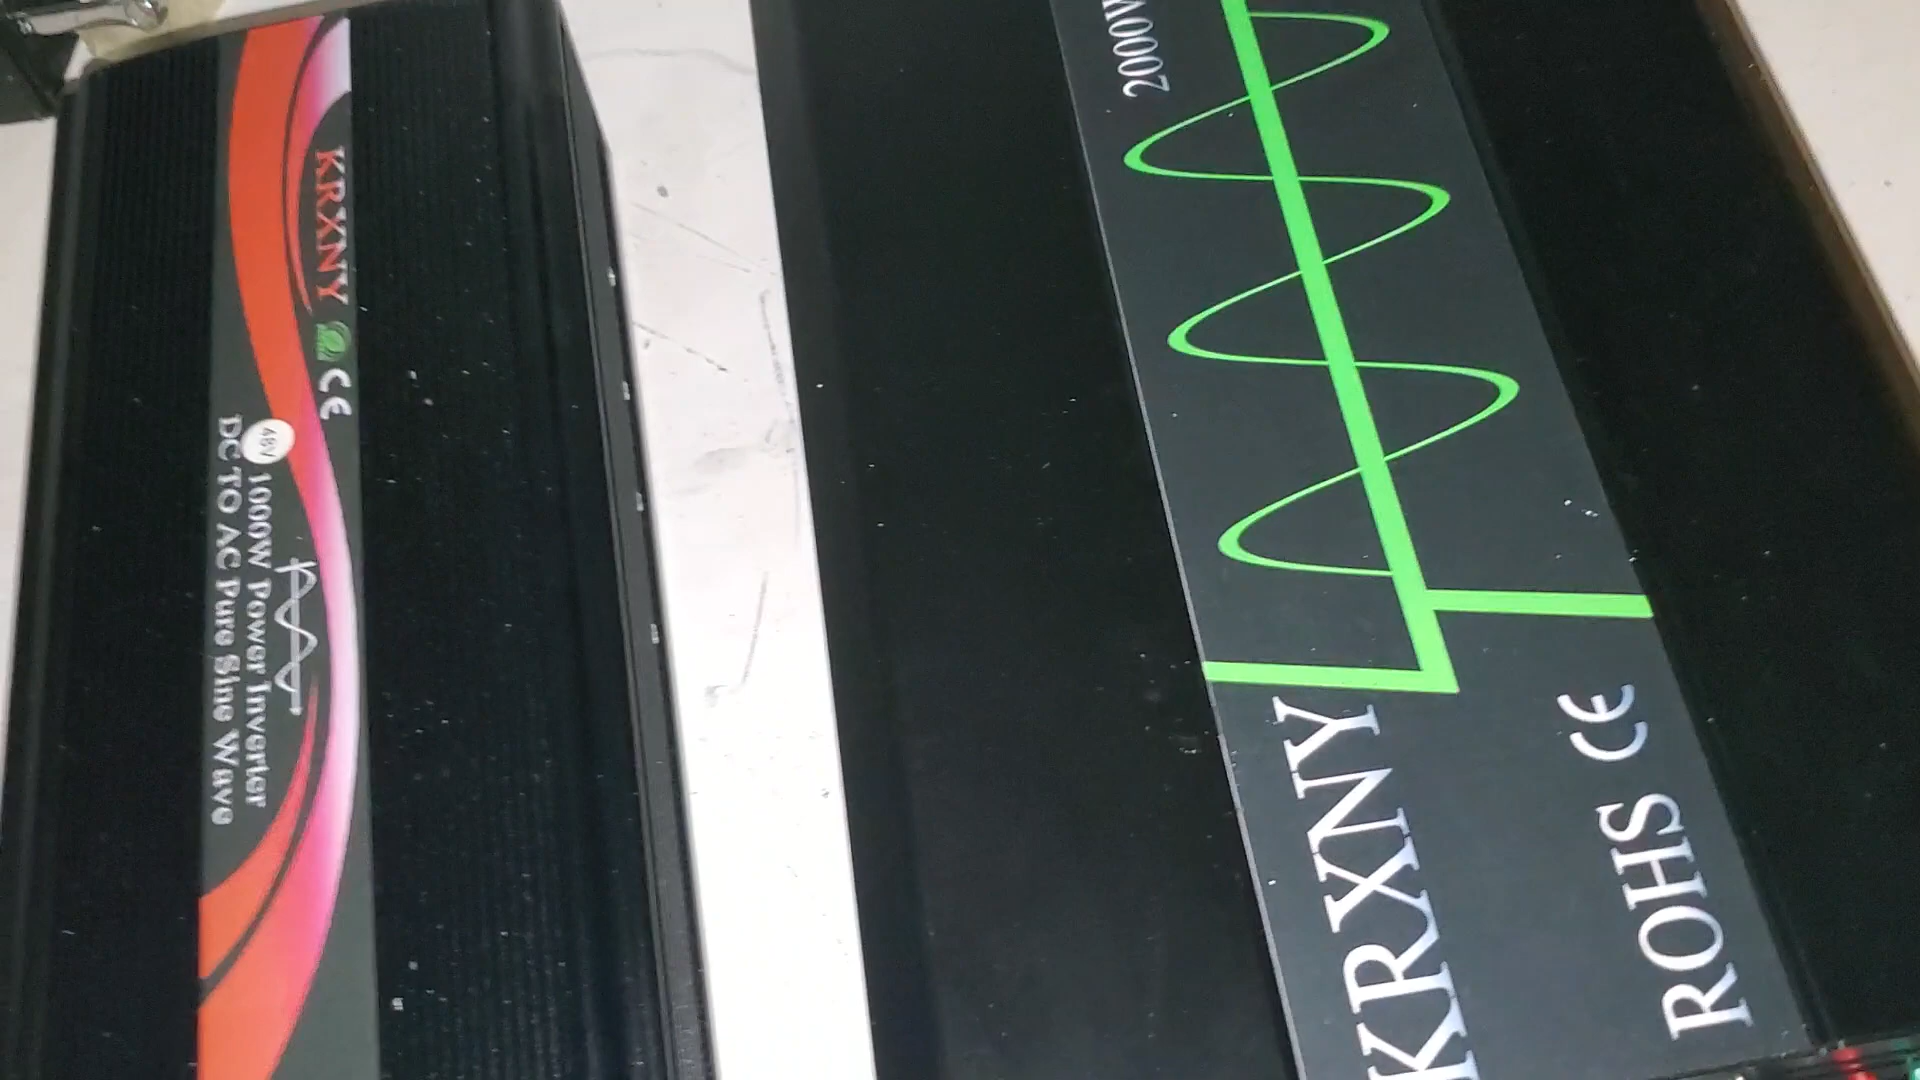 KRXNY CE
48V 1000W Power Inverter
DC TO AC Pure Sine Wave
2000W
KRXNY
ROHS CE